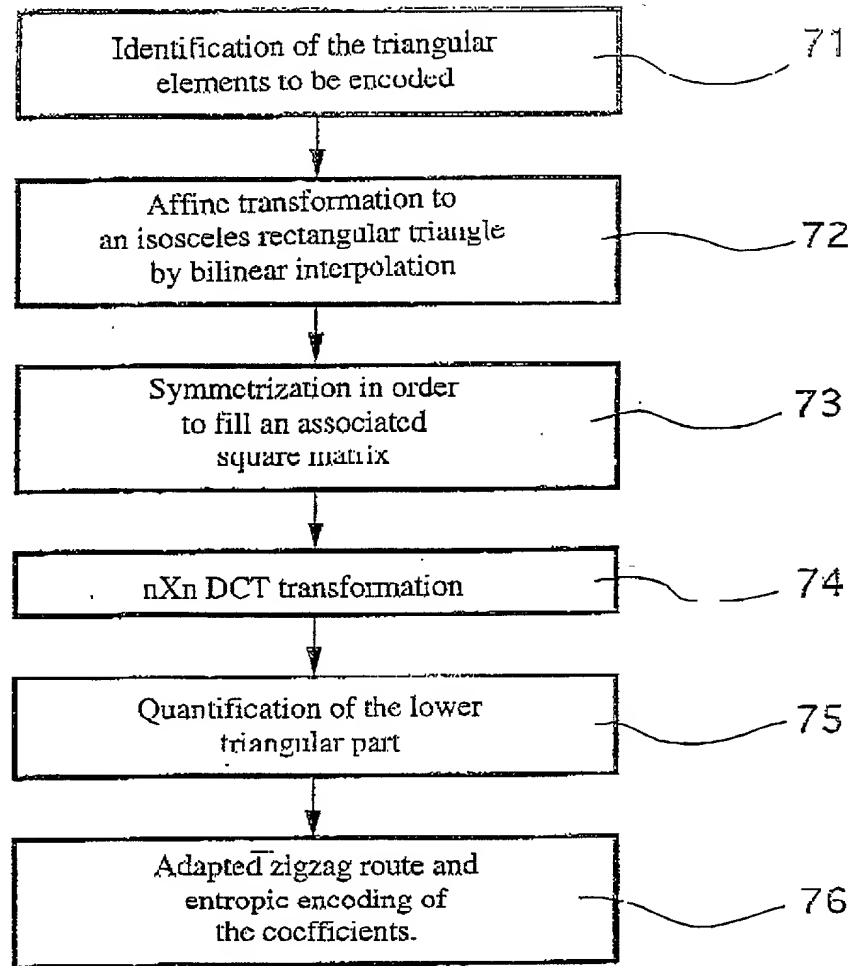 Identification of the triangular
elements to be encoded
71
Affine transformation to
an isosceles rectangular triangle
by bilinear interpolation
72
Symmetrization in order
to fill an associated
square matrix
73
nXn DCT transformation
74
Quantification of the lower
triangular part
75
Adapted zigzag route and
entropic encoding of
the coefficients.
76